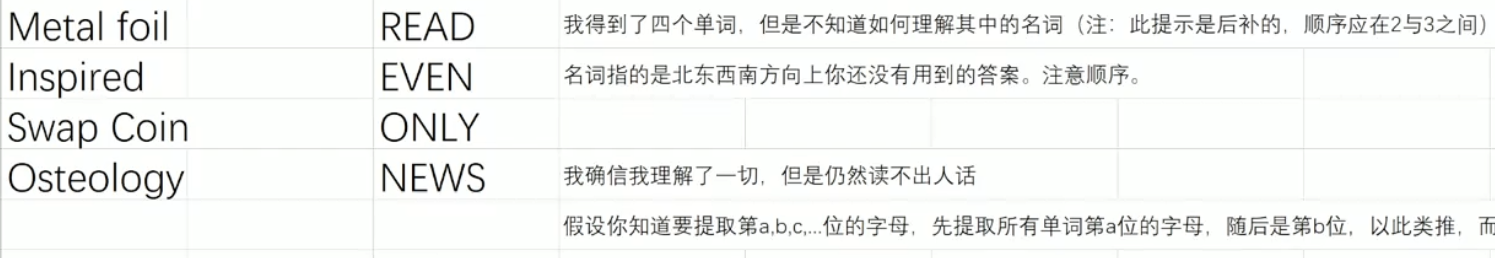 Metal foil READ 我得到了四个单词，但是不知道如何理解其中的名词（注：此提示是后补的，顺序应在2与3之间）
Inspired EVEN 名词指的是北东西南方向上你还没有用到的答案。注意顺序。
Swap Coin ONLY
Osteology NEWS 我确信我理解了一切，但是仍然读不出人话
假设你知道要提取第a,b,c,...位的字母，先提取所有单词第a位的字母，随后是第b位，以此类推，而